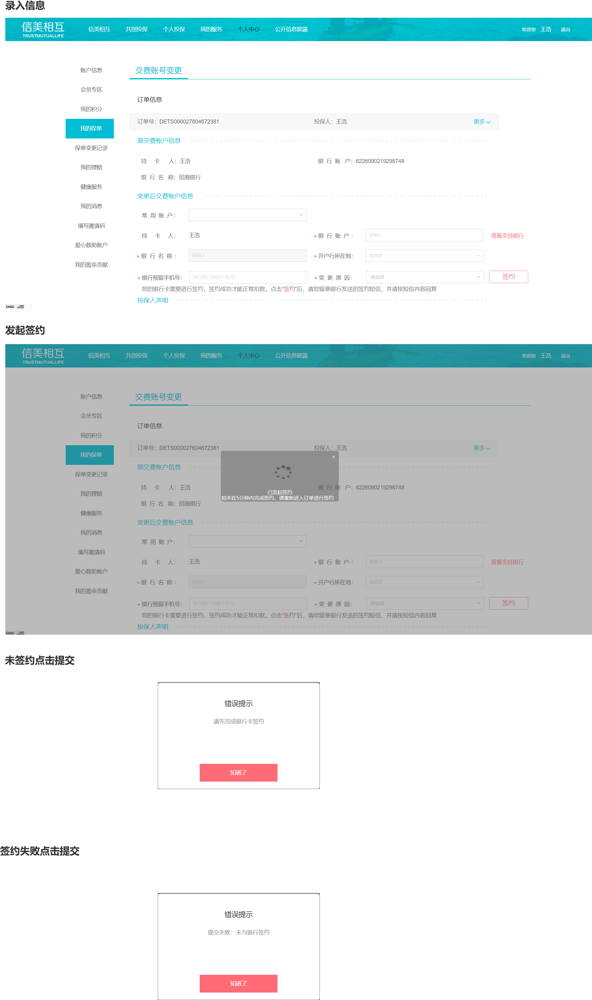 录入信息
信美相互
TRUSTMUTUALLIFE
信美相互 共创投保 个人投保 我的服务 个人中心 公开信息披露 欢迎您 王浩 退出
账户信息
会员专区
我的积分
我的保单
保单变更记录
我的理赔
健康服务
我的消息
填写邀请码
爱心救助账户
我的盈余贡献
交费账号变更
订单信息
订单号：DETS000027604672381 投保人：王浩 更多
原交费账户信息
持 卡 人：王浩 银 行 账 户：6226090219298748
银 行 名 称：招商银行
变更后交费账户信息
常 用 账 户：
持 卡 人： 王浩 * 银 行 账 户： 请输入 查看支持银行
* 银 行 名 称： 请输入 * 开户行所在地： 请选择
* 银行预留手机号： 填写银行预留手机号 * 变 更 原 因： 请选择 签约
您的银行卡需要进行签约，签约成功才能正常扣款。点击“签约”后，请您留意银行发送的签约短信，并请按短信内容回复
投保人声明
CNZZ
发起签约
信美相互
TRUSTMUTUALLIFE
信美相互 共创投保 个人投保 我的服务 个人中心 公开信息披露 欢迎您 王浩 退出
账户信息
会员专区
我的积分
我的保单
保单变更记录
我的理赔
健康服务
我的消息
填写邀请码
爱心救助账户
我的盈余贡献
交费账号变更
订单信息
订单号：DETS000027604672381 投保人：王浩 更多
原交费账户信息
持 卡 人：王浩 银 行 账 户：6226090219298748
银 行 名 称：招商银行
×
已发起签约
如未在5分钟内完成签约，请重新进入订单进行签约
变更后交费账户信息
常 用 账 户：
持 卡 人： 王浩 * 银 行 账 户： 请输入 查看支持银行
* 银 行 名 称： 请输入 * 开户行所在地： 请选择
* 银行预留手机号： 填写银行预留手机号 * 变 更 原 因： 请选择 签约
您的银行卡需要进行签约，签约成功才能正常扣款。点击“签约”后，请您留意银行发送的签约短信，并请按短信内容回复
投保人声明
CNZZ
未签约点击提交
错误提示
请先完成银行卡签约
知道了
签约失败点击提交
错误提示
提交失败：未与银行签约
知道了